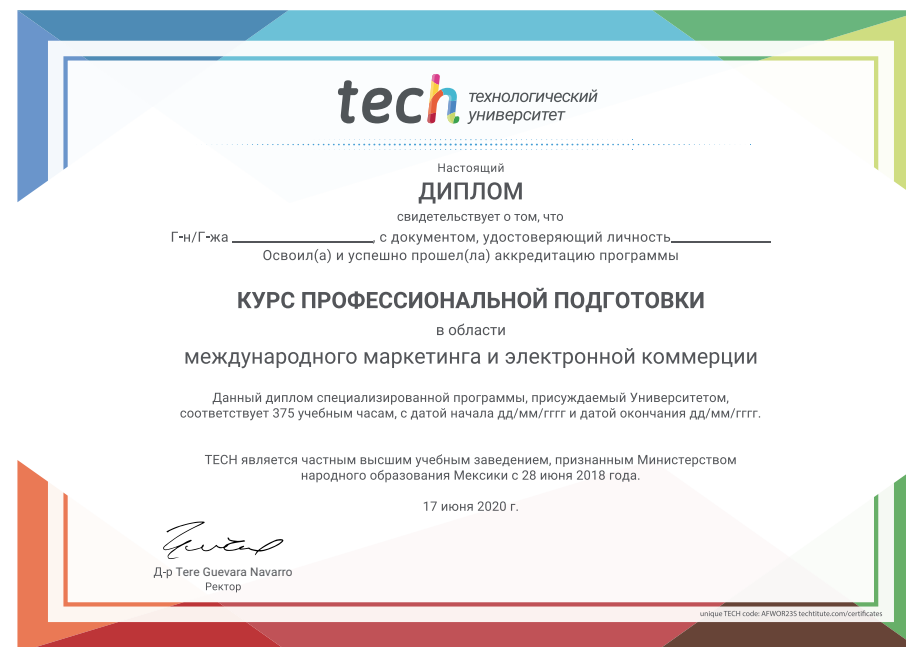 tech технологический
университет
Настоящий
ДИПЛОМ
свидетельствует о том, что
Г-н/Г-жа ____________________, с документом, удостоверяющий личность______________
Освоил(а) и успешно прошел(ла) аккредитацию программы
КУРС ПРОФЕССИОНАЛЬНОЙ ПОДГОТОВКИ
в области
международного маркетинга и электронной коммерции
Данный диплом специализированной программы, присуждаемый Университетом,
соответствует 375 учебным часам, с датой начала дд/мм/гггг и датой окончания дд/мм/гггг.
TECH является частным высшим учебным заведением, признанным Министерством
народного образования Мексики с 28 июня 2018 года.
17 июня 2020 г.
Д-р Tere Guevara Navarro
Ректор
unique TECH code: AFWOR23S techtitute.com/certificates